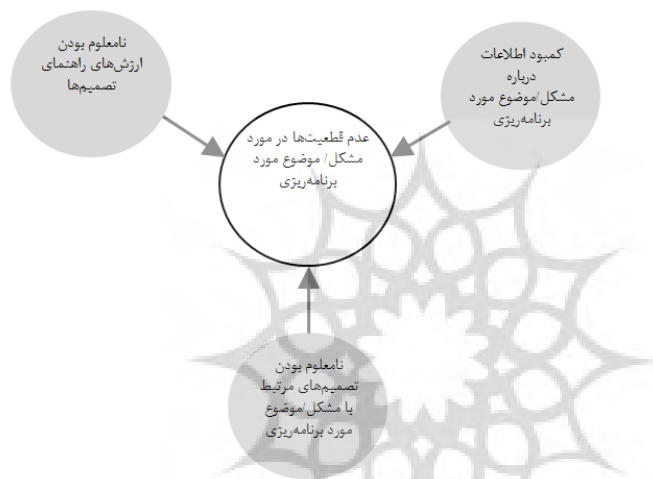 نامعلوم بودن
ارزش‌های راهنمای
تصمیم‌ها
کمبود اطلاعات
درباره
مشکل/موضوع مورد
برنامه‌ریزی
عدم قطعیت‌ها در مورد
مشکل/ موضوع مورد
برنامه‌ریزی
نامعلوم بودن
تصمیم‌های مرتبط
با مشکل/موضوع
مورد برنامه‌ریزی